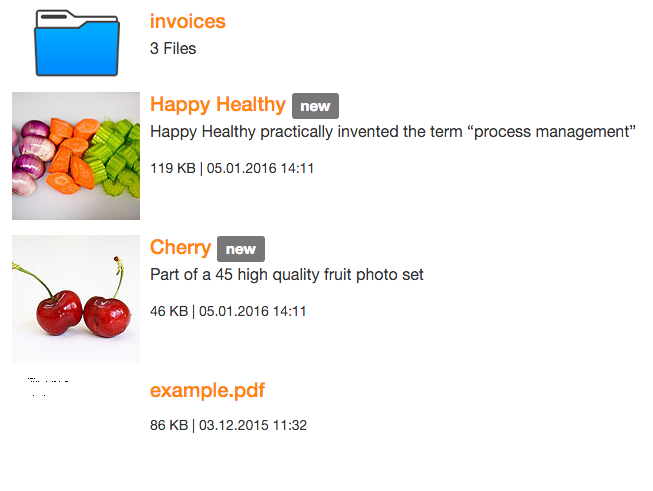 invoices
3 Files
Happy Healthy new
Happy Healthy practically invented the term “process management”
119 KB | 05.01.2016 14:11
Cherry new
Part of a 45 high quality fruit photo set
46 KB | 05.01.2016 14:11
example.pdf
86 KB | 03.12.2015 11:32